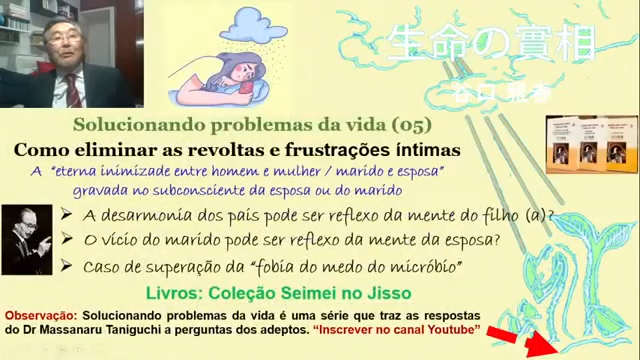 生命の實相
谷口 雅春
Solucionando problemas da vida (05)
Como eliminar as revoltas e frustrações íntimas
A "eterna inimizade entre homem e mulher / marido e esposa"
gravada no subconsciente da esposa ou do marido
➢ A desarmonia dos pais pode ser reflexo da mente do filho (a)?
➢ O vício do marido pode ser reflexo da mente da esposa?
➢ Caso de superação da "fobia do medo do micróbio"
Livros: Coleção Seimei no Jisso
Observação: Solucionando problemas da vida é uma série que traz as respostas
do Dr Massanaru Taniguchi a perguntas dos adeptos. "Inscrever no canal Youtube"